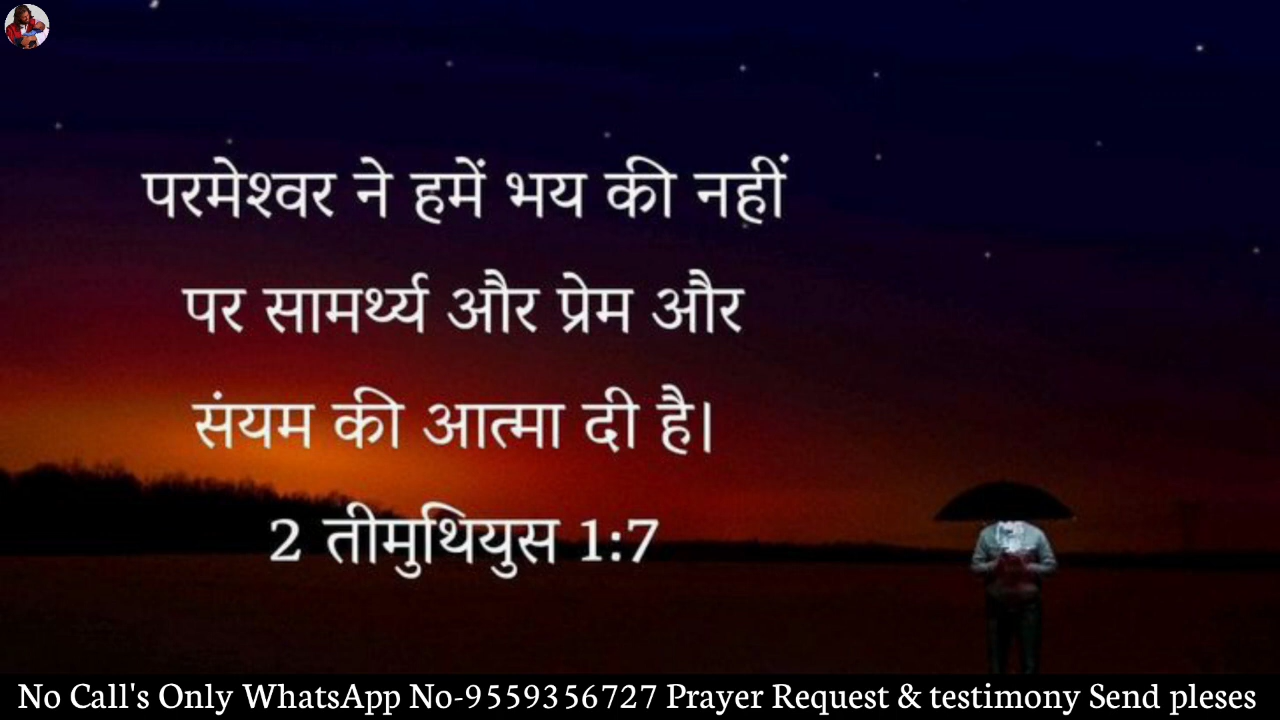 परमेश्वर ने हमें भय की नहीं
पर सामर्थ्य और प्रेम और
संयम की आत्मा दी है।
2 तीमुथियुस 1:7
No Call's Only WhatsApp No-9559356727 Prayer Request & testimony Send pleses